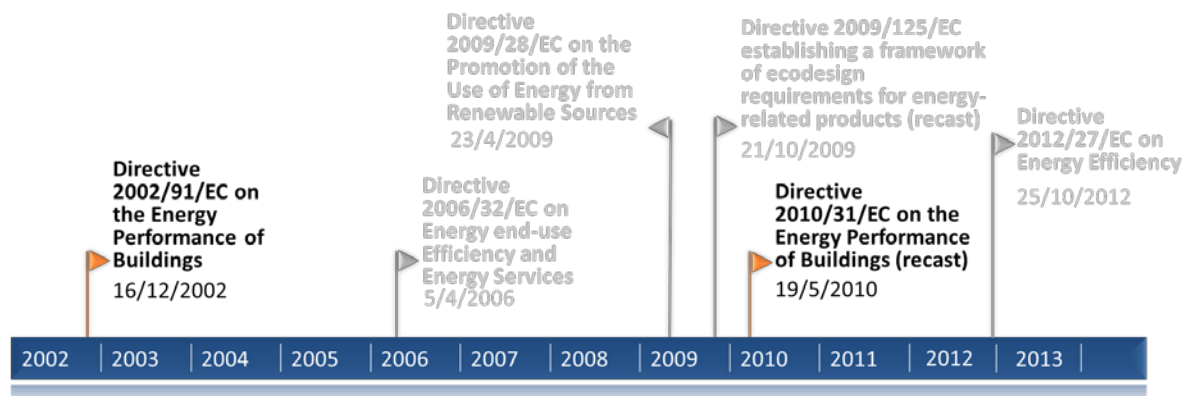 Directive
2002/91/EC on
the Energy
Performance of
Buildings
16/12/2002
Directive
2006/32/EC on
Energy end-use
Efficiency and
Energy Services
5/4/2006
Directive
2009/28/EC on the
Promotion of the
Use of Energy from
Renewable Sources
23/4/2009
Directive 2009/125/EC
establishing a framework
of ecodesign
requirements for energy-
related products (recast)
21/10/2009
Directive
2010/31/EC on the
Energy Performance
of Buildings (recast)
19/5/2010
Directive
2012/27/EC on
Energy Efficiency
25/10/2012
2002 2003 2004 2005 2006 2007 2008 2009 2010 2011 2012 2013